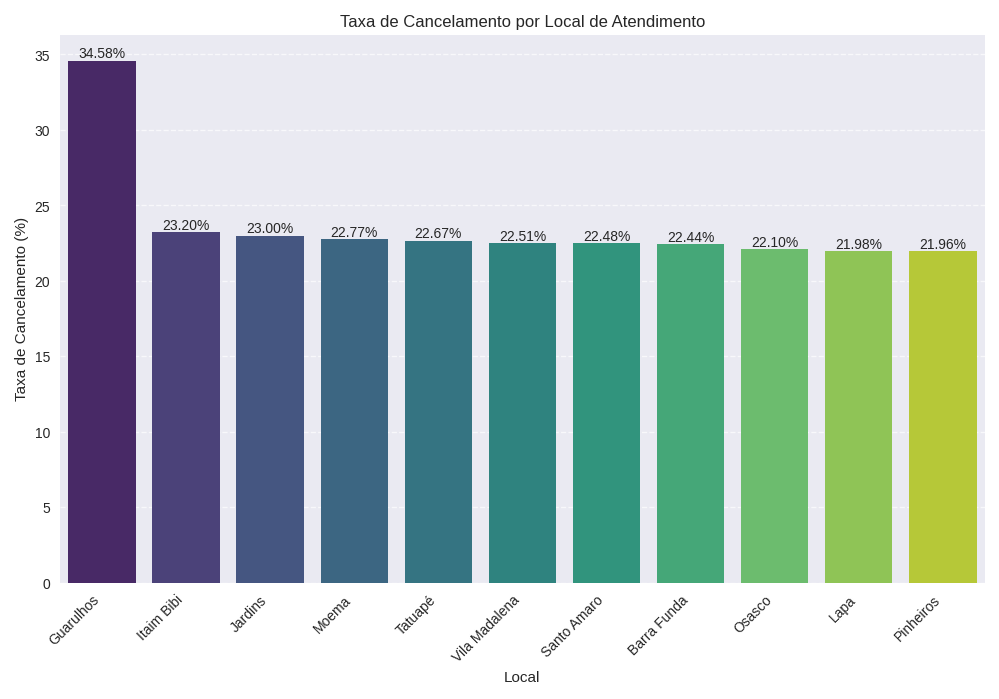 Taxa de Cancelamento por Local de Atendimento
Taxa de Cancelamento (%)
35
30
25
20
15
10
5
0
34.58%
23.20%
23.00%
22.77%
22.67%
22.51%
22.48%
22.44%
22.10%
21.98%
21.96%
Guarulhos
Itaim Bibi
Jardins
Moema
Tatuapé
Vila Madalena
Santo Amaro
Barra Funda
Osasco
Lapa
Pinheiros
Local